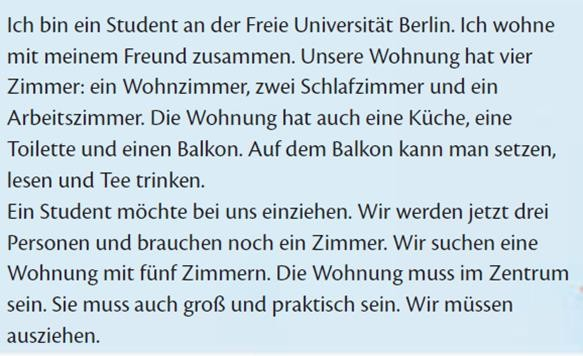 Ich bin ein Student an der Freie Universität Berlin. Ich wohne
mit meinem Freund zusammen. Unsere Wohnung hat vier
Zimmer: ein Wohnzimmer, zwei Schlafzimmer und ein
Arbeitszimmer. Die Wohnung hat auch eine Küche, eine
Toilette und einen Balkon. Auf dem Balkon kann man setzen,
lesen und Tee trinken.
Ein Student möchte bei uns einziehen. Wir werden jetzt drei
Personen und brauchen noch ein Zimmer. Wir suchen eine
Wohnung mit fünf Zimmern. Die Wohnung muss im Zentrum
sein. Sie muss auch groß und praktisch sein. Wir müssen
ausziehen.